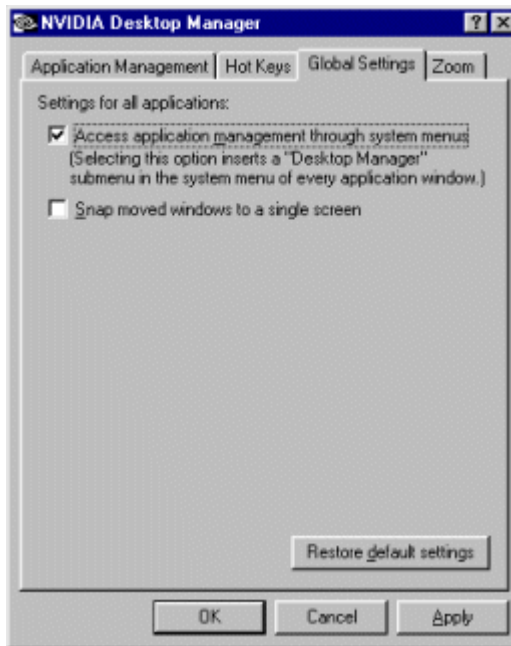 NVIDIA Desktop Manager
Application Management Hot Keys Global Settings Zoom
Settings for all applications:
Access application management through system menus
(Selecting this option inserts a "Desktop Manager"
submenu in the system menu of every application window.)
Snap moved windows to a single screen
Restore default settings
OK Cancel Apply